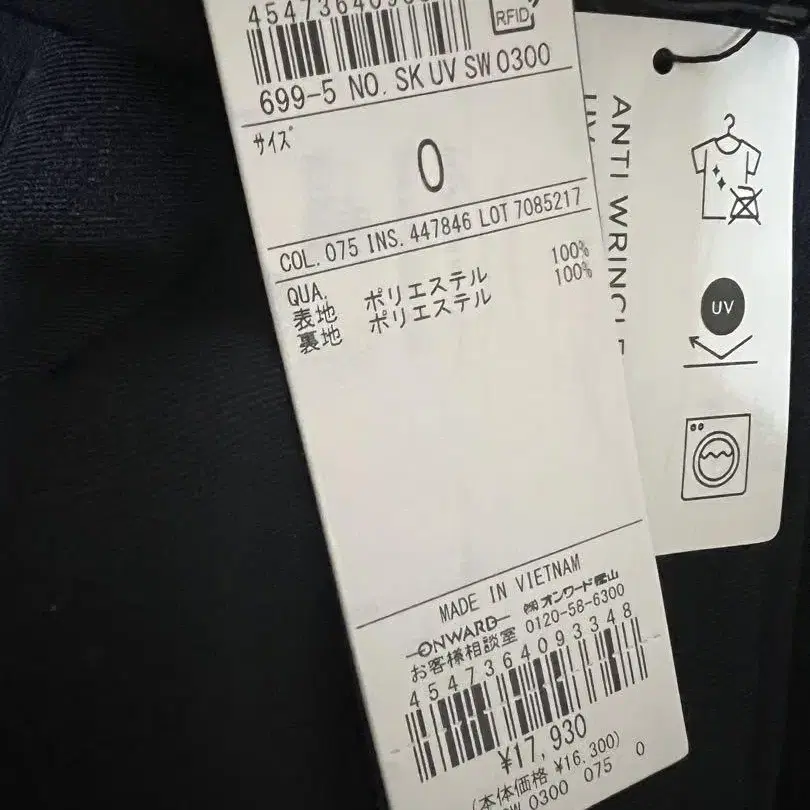 RFID
699-5 NO. SK UV SW 0300
サイズ
0
COL. 075 INS. 447846 LOT 7085217
QUA.
表地 ポリエステル 100%
裏地 ポリエステル 100%
MADE IN VIETNAM
ONWARD ㈱オンワード樫山
お客様相談室 0120-58-6300
4547364093348
¥17,930
(本体価格 ¥16,300)
0300 075 0
ANTI
UV